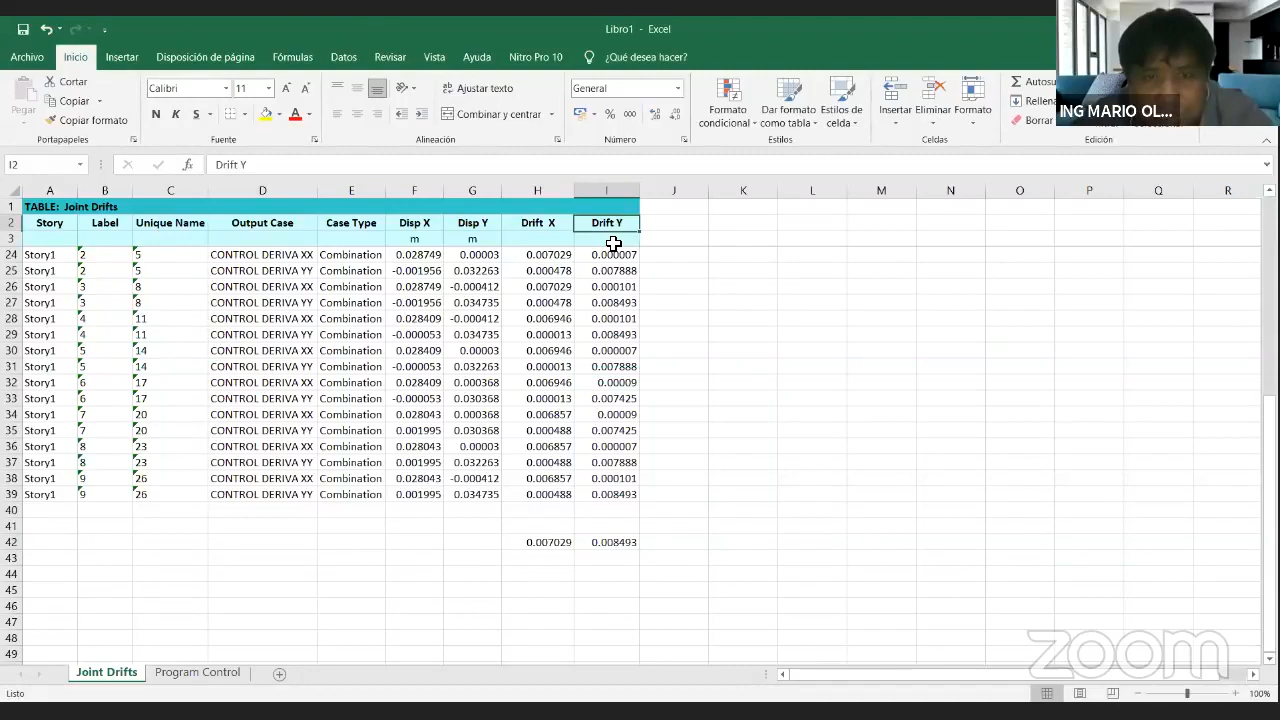 Libro1 - Excel
Archivo Inicio Insertar Disposición de página Fórmulas Datos Revisar Vista Ayuda Nitro Pro 10 ¿Qué desea hacer?
Pegar Cortar Copiar Copiar formato
Calibri 11 N K S A
Ajustar texto Combinar y centrar
General % 000
Formato condicional Dar formato como tabla Estilos de celda
Insertar Eliminar Formato
Autosu Rellena Borrar
ING MARIO OL...
Portapapeles Fuente Alineación Número Estilos Celdas Edición
I2 fx Drift Y
A B C D E F G H I J K L M N O P Q R
1 TABLE: Joint Drifts
2 Story Label Unique Name Output Case Case Type Disp X Disp Y Drift X Drift Y
3 m m
24 Story1 2 5 CONTROL DERIVA XX Combination 0.028749 0.00003 0.007029 0.000007
25 Story1 2 5 CONTROL DERIVA YY Combination -0.001956 0.032263 0.000478 0.007888
26 Story1 3 8 CONTROL DERIVA XX Combination 0.028749 -0.000412 0.007029 0.000101
27 Story1 3 8 CONTROL DERIVA YY Combination -0.001956 0.034735 0.000478 0.008493
28 Story1 4 11 CONTROL DERIVA XX Combination 0.028409 -0.000412 0.006946 0.000101
29 Story1 4 11 CONTROL DERIVA YY Combination -0.000053 0.034735 0.000013 0.008493
30 Story1 5 14 CONTROL DERIVA XX Combination 0.028409 0.00003 0.006946 0.000007
31 Story1 5 14 CONTROL DERIVA YY Combination -0.000053 0.032263 0.000013 0.007888
32 Story1 6 17 CONTROL DERIVA XX Combination 0.028409 0.000368 0.006946 0.00009
33 Story1 6 17 CONTROL DERIVA YY Combination -0.000053 0.030368 0.000013 0.007425
34 Story1 7 20 CONTROL DERIVA XX Combination 0.028043 0.000368 0.006857 0.00009
35 Story1 7 20 CONTROL DERIVA YY Combination 0.001995 0.030368 0.000488 0.007425
36 Story1 8 23 CONTROL DERIVA XX Combination 0.028043 0.00003 0.006857 0.000007
37 Story1 8 23 CONTROL DERIVA YY Combination 0.001995 0.032263 0.000488 0.007888
38 Story1 9 26 CONTROL DERIVA XX Combination 0.028043 -0.000412 0.006857 0.000101
39 Story1 9 26 CONTROL DERIVA YY Combination 0.001995 0.034735 0.000488 0.008493
40
41
42 0.007029 0.008493
43
44
45
46
47
48
49
zoom
Joint Drifts Program Control
Listo 100%